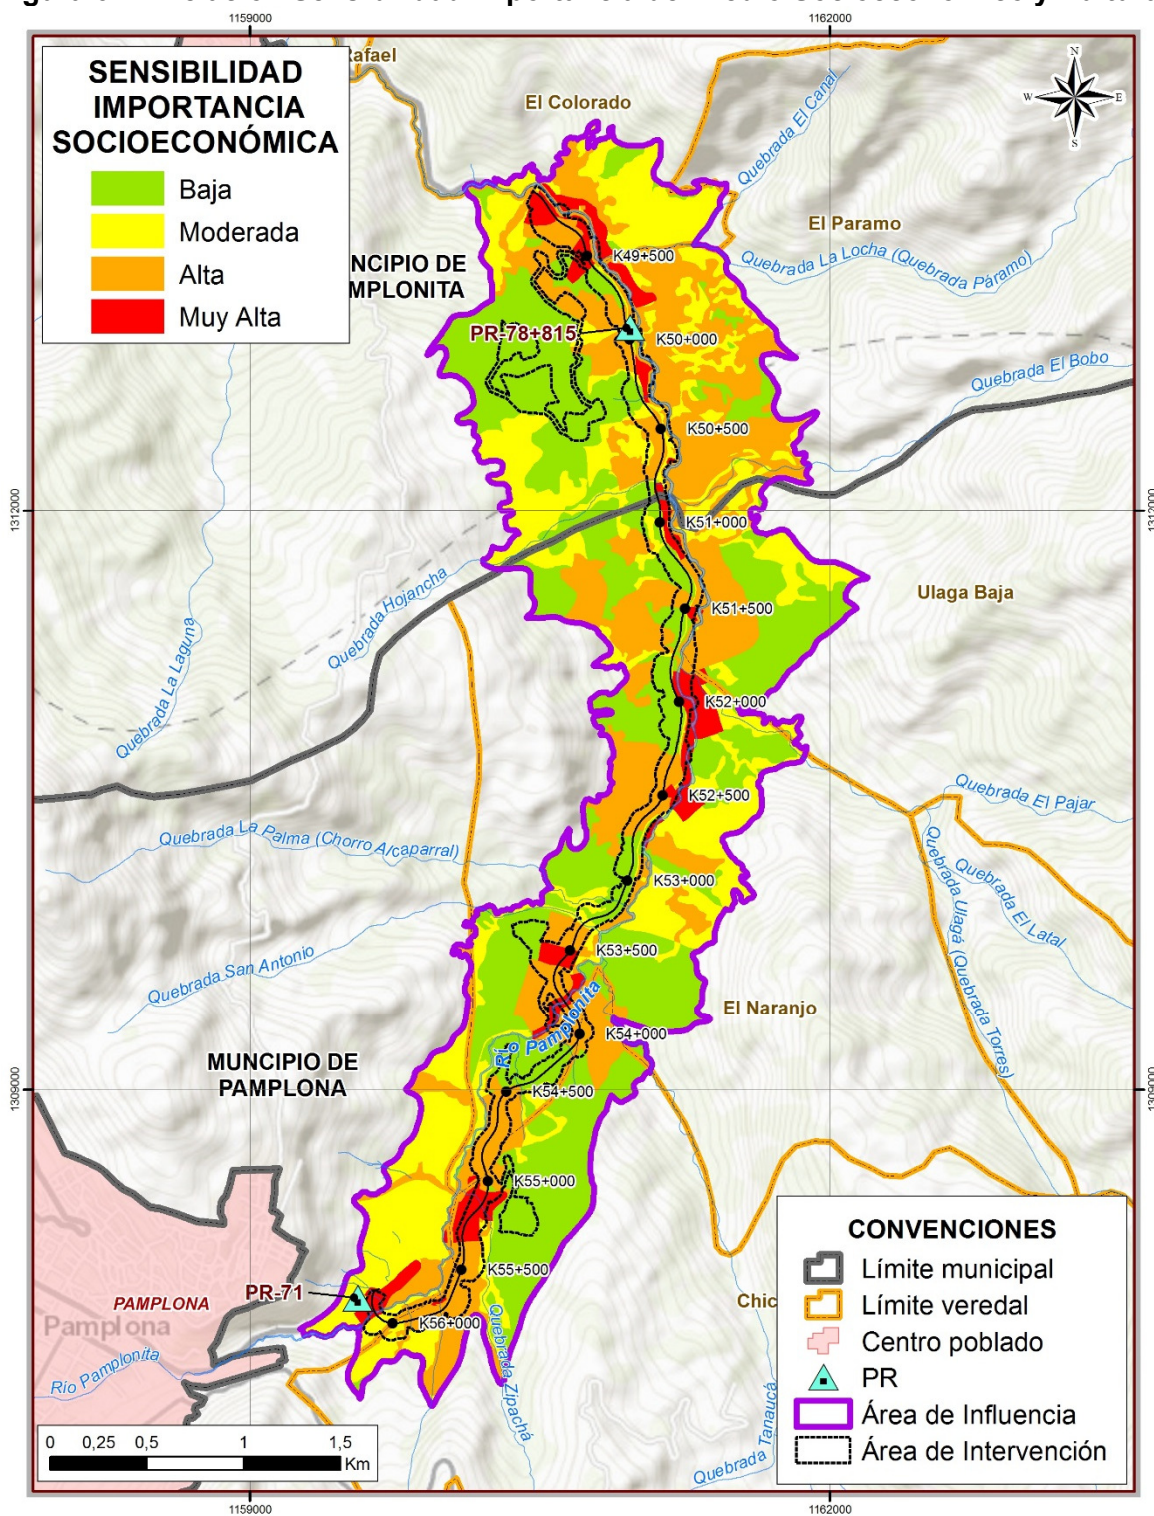 1159000
1162000
SENSIBILIDAD
IMPORTANCIA
SOCIOECONÓMICA
Baja
Moderada
Alta
Muy Alta
N
W
E
S
El Colorado
Quebrada El Canal
El Paramo
Quebrada La Locha (Quebrada Páramo)
K49+500
PR-78+815
K50+000
Quebrada El Bobo
K50+500
1312000
1312000
K51+000
Quebrada Hojancha
K51+500
Ulaga Baja
Quebrada La Laguna
K52+000
K52+500
Quebrada El Pajar
Quebrada La Palma (Chorro Alcaparral)
K53+000
Quebrada Ulagá (Quebrada Torres)
Quebrada El Latal
K53+500
Quebrada San Antonio
El Naranjo
Río Pamplonita
K54+000
MUNCIPIO DE
PAMPLONA
1309000
1309000
K54+500
K55+000
K55+500
PR-71
K56+000
PAMPLONA
Pamplona
Río Pamplonita
Quebrada Zipachá
Chic
Quebrada Tanaucá
CONVENCIONES
Límite municipal
Límite veredal
Centro poblado
PR
Área de Influencia
Área de Intervención
0 0,25 0,5 1 1,5
Km
1159000
1162000